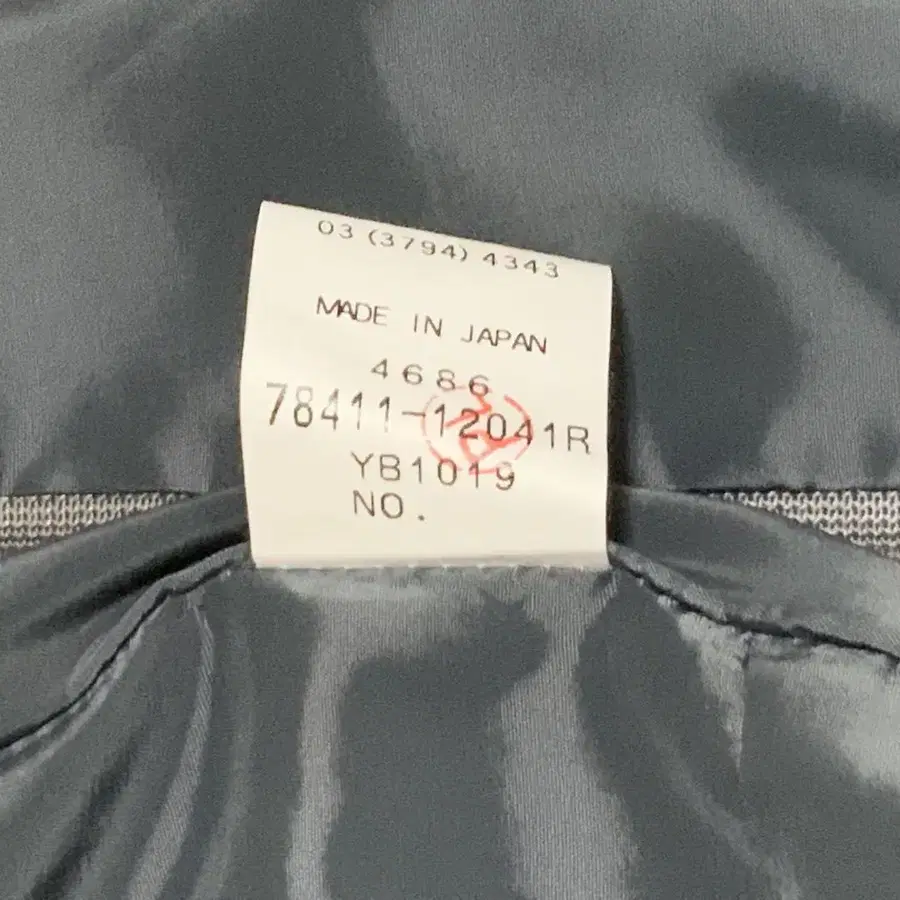 03 (3794) 4343
MADE IN JAPAN
4686
78411-12041R
YB1019
NO.